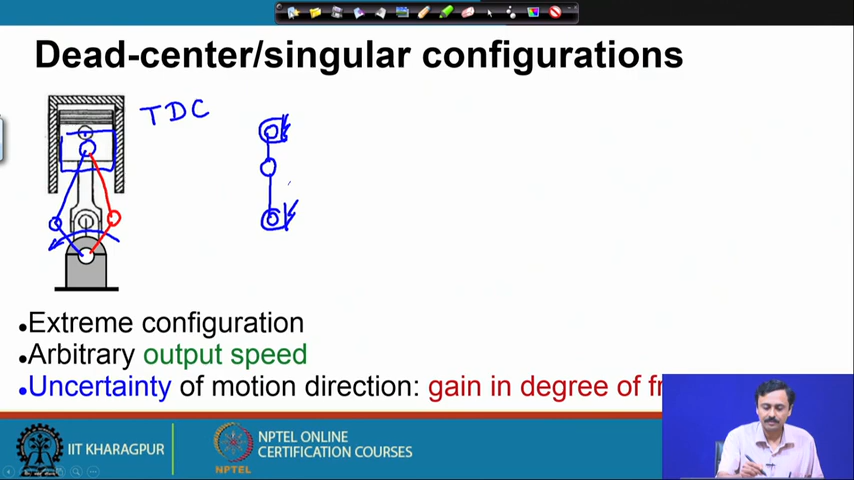 Dead-center/singular configurations
TDC
Extreme configuration
Arbitrary output speed
Uncertainty of motion direction: gain in degree of fr
IIT KHARAGPUR
NPTEL
NPTEL ONLINE
CERTIFICATION COURSES